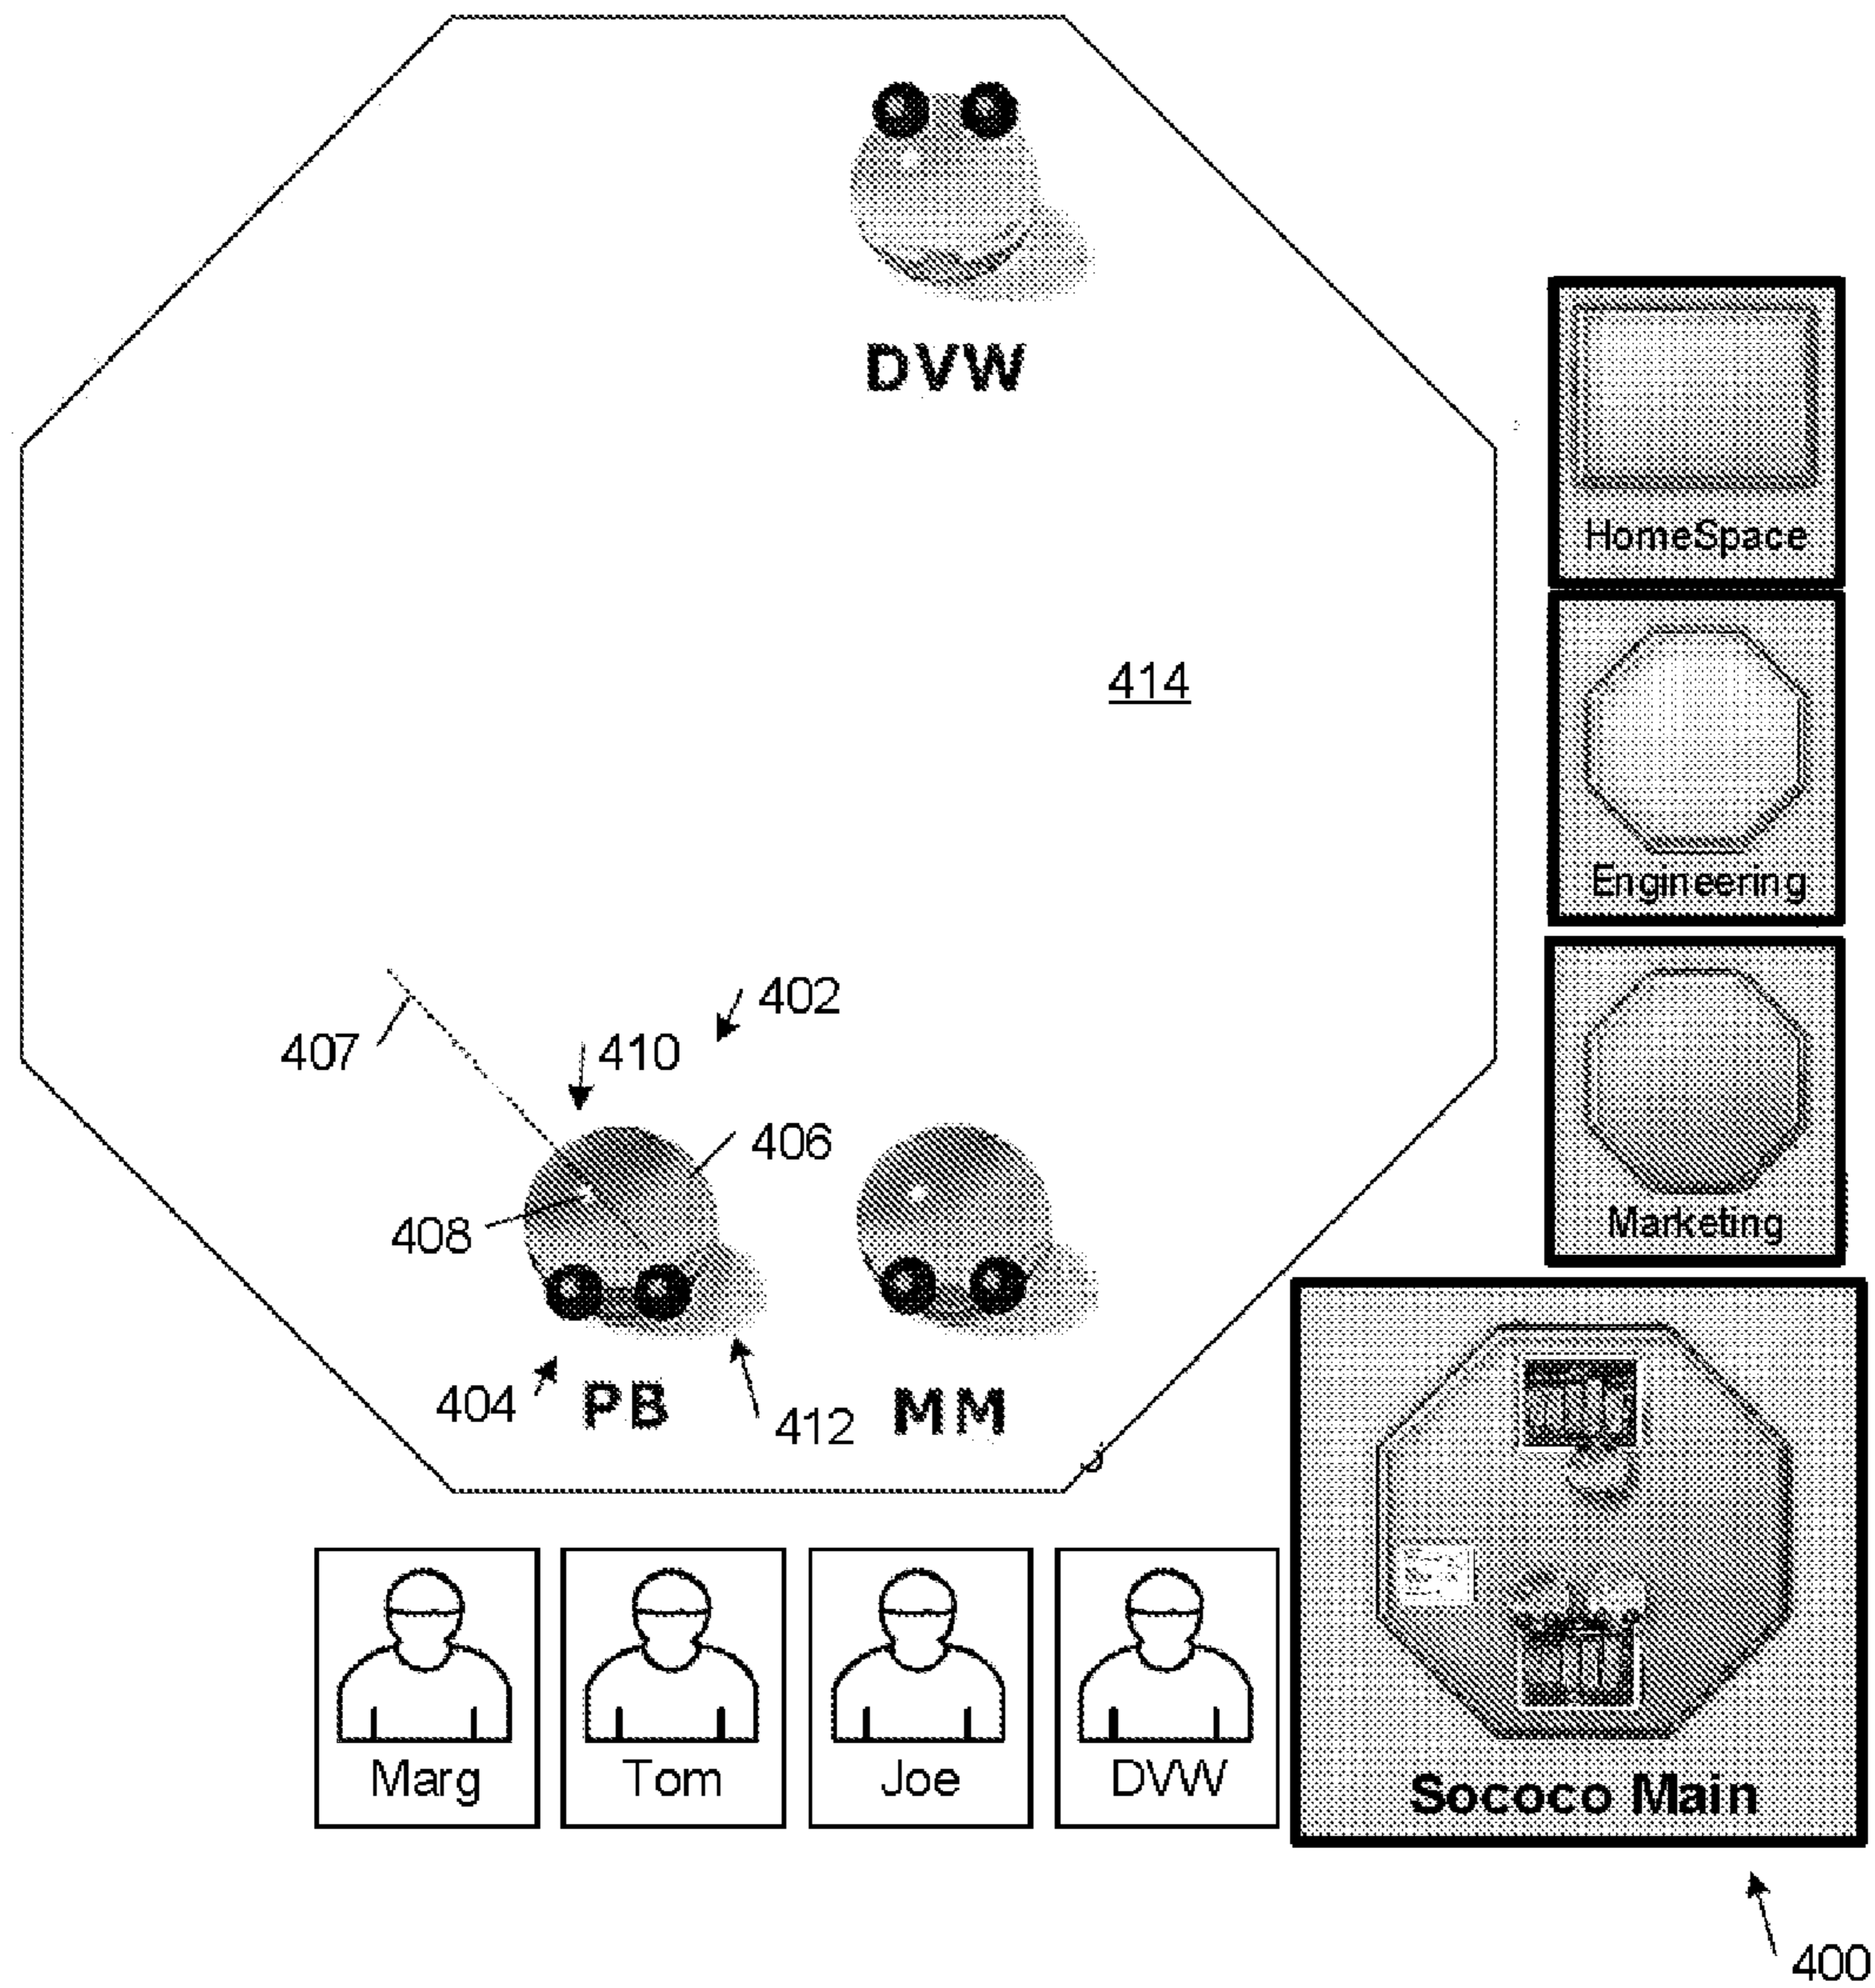 DVW
HomeSpace
414
Engineering
402
407
410
406
408
Marketing
404
PB
412
MM
Marg
Tom
Joe
DVW
Sococo Main
400